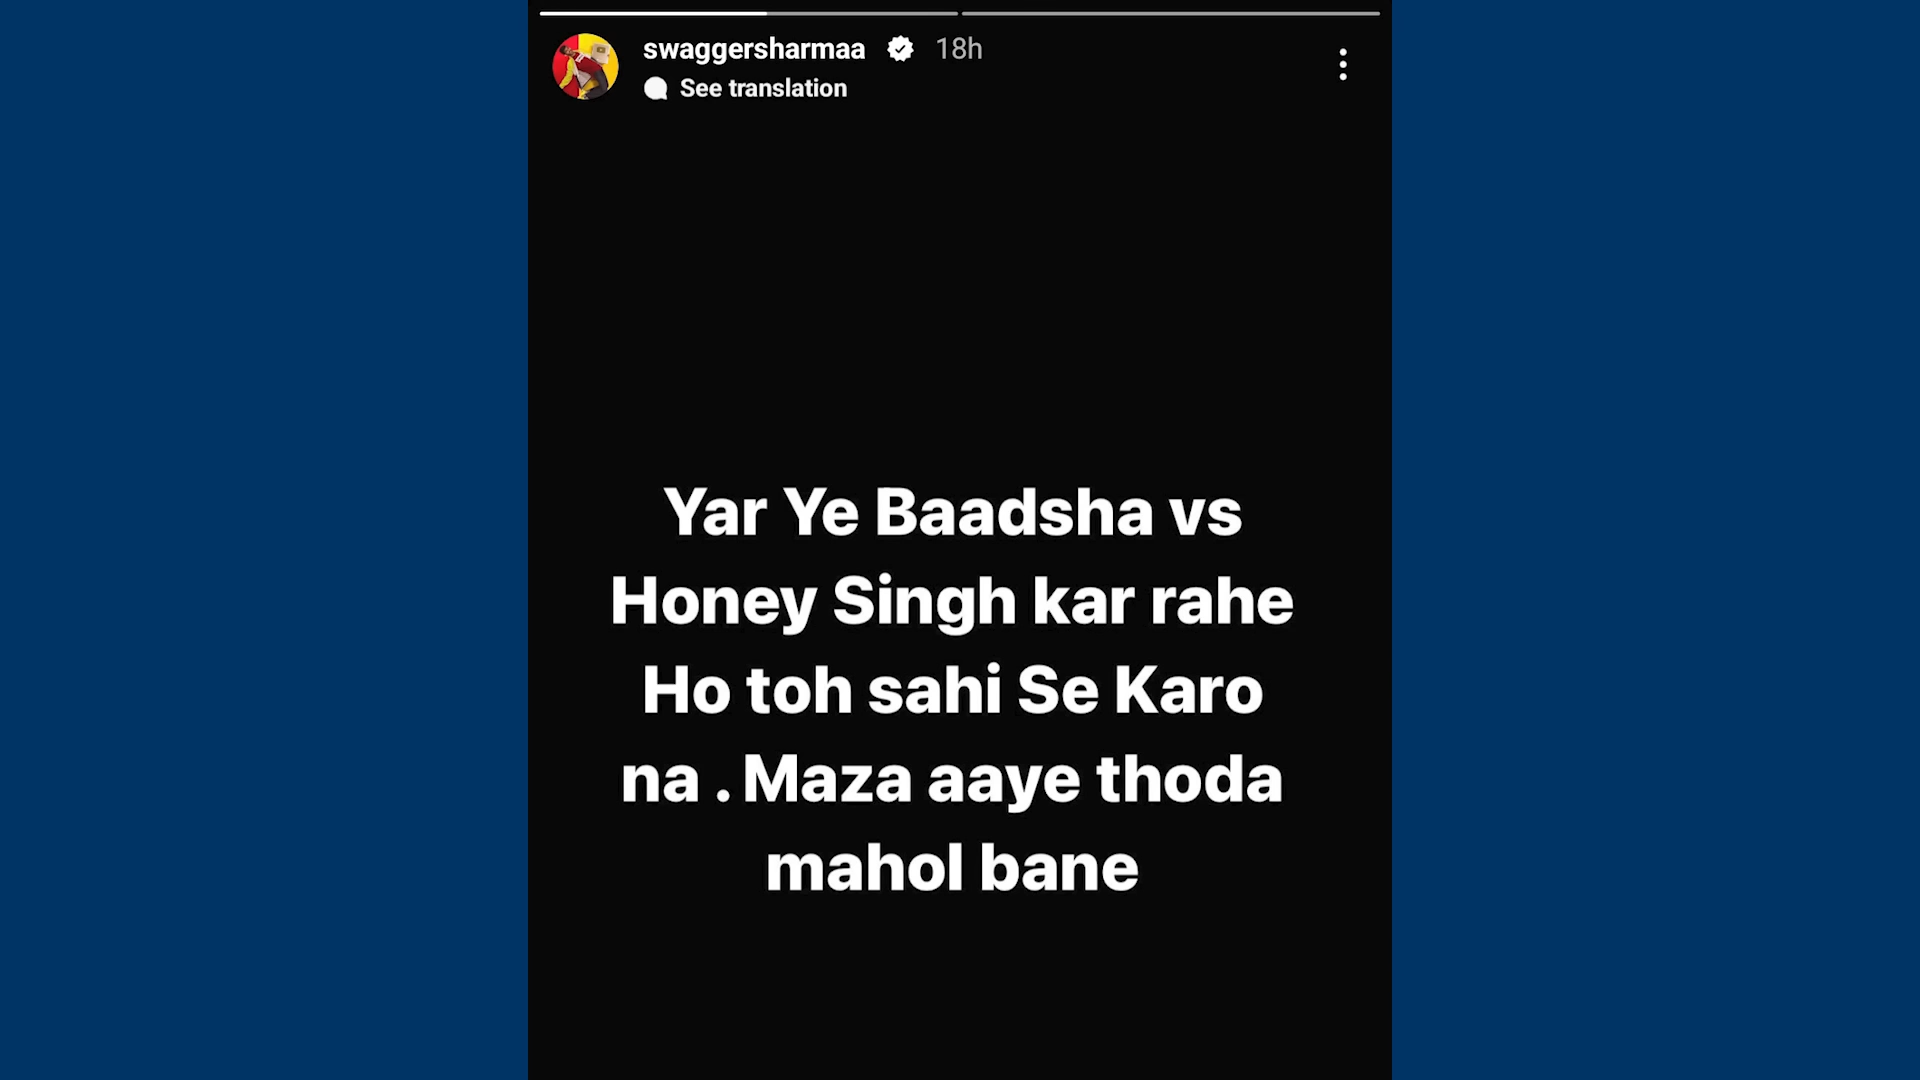 swaggersharmaa 18h
See translation
Yar Ye Baadsha vs
Honey Singh kar rahe
Ho toh sahi Se Karo
na . Maza aaye thoda
mahol bane